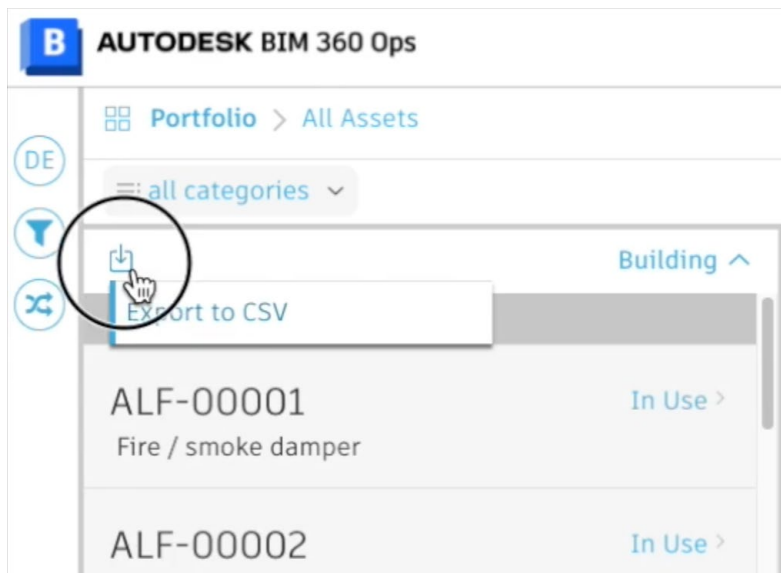 B AUTODESK BIM 360 Ops
Portfolio > All Assets
DE
all categories
Building
Export to CSV
ALF-00001
In Use >
Fire / smoke damper
ALF-00002
In Use >